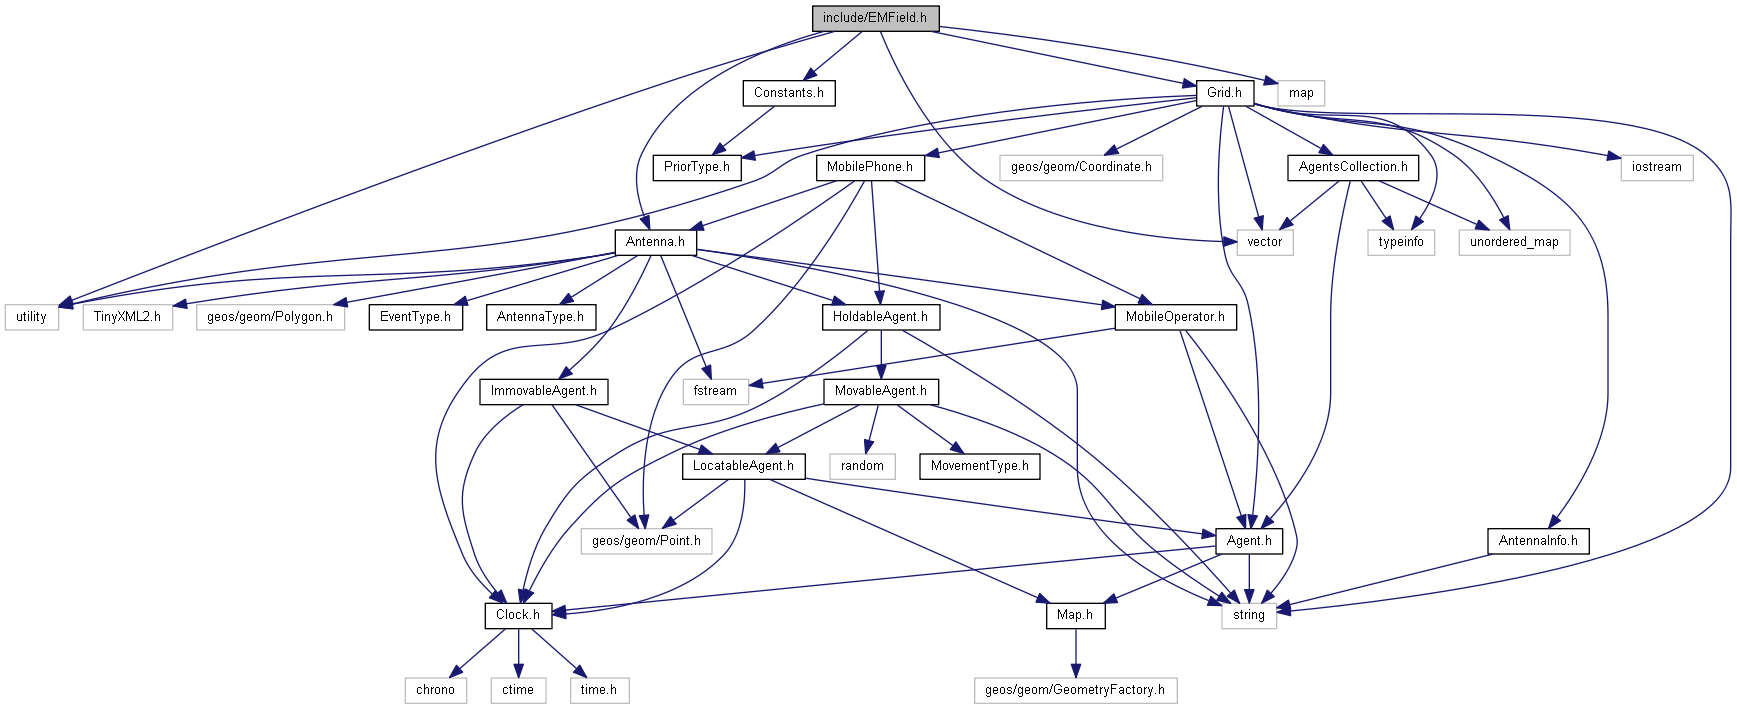 include/EMField.h
Constants.h
Grid.h
map
PriorType.h
MobilePhone.h
geos/geom/Coordinate.h
AgentsCollection.h
iostream
Antenna.h
vector
typeinfo
unordered_map
utility
TinyXML2.h
geos/geom/Polygon.h
EventType.h
AntennaType.h
HoldableAgent.h
MobileOperator.h
ImmovableAgent.h
fstream
MovableAgent.h
LocatableAgent.h
random
MovementType.h
geos/geom/Point.h
Agent.h
AntennaInfo.h
Clock.h
Map.h
string
chrono
ctime
time.h
geos/geom/GeometryFactory.h